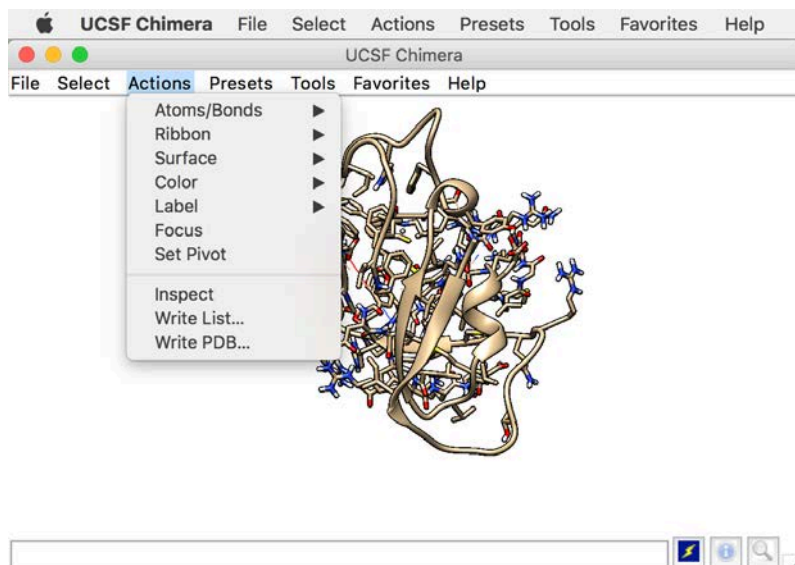 UCSF Chimera File Select Actions Presets Tools Favorites Help
UCSF Chimera
File Select Actions Presets Tools Favorites Help
Atoms/Bonds
Ribbon
Surface
Color
Label
Focus
Set Pivot
Inspect
Write List...
Write PDB...